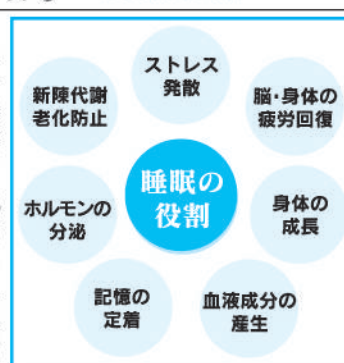 ストレス
発散
新陳代謝
老化防止
脳・身体の
疲労回復
睡眠の
役割
ホルモンの
分泌
身体の
成長
記憶の
定着
血液成分の
産生